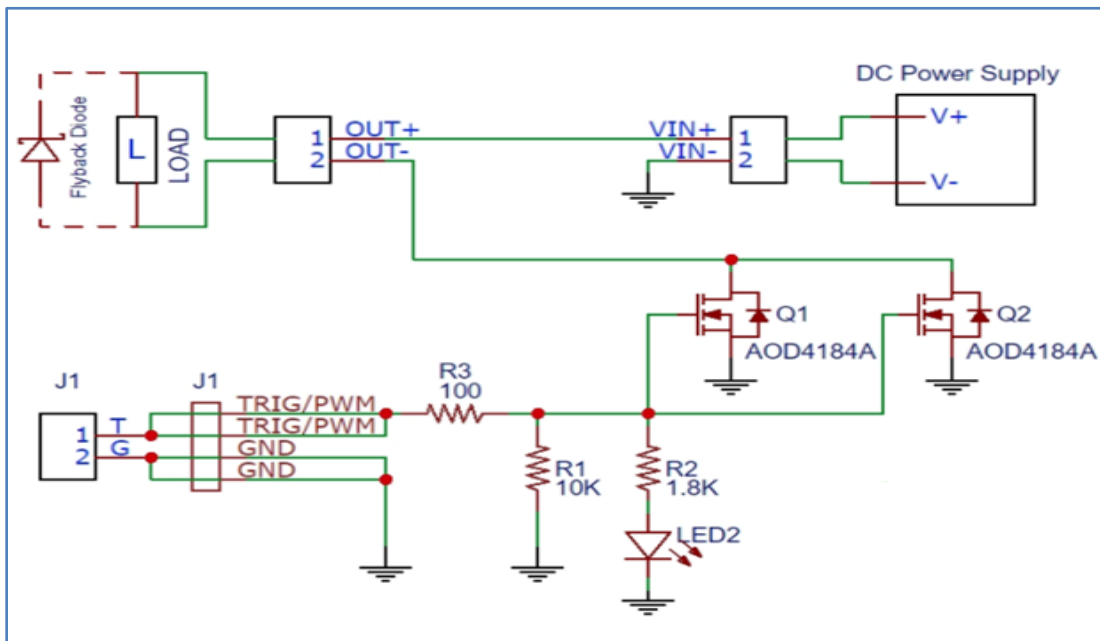 DC Power Supply
Flyback Diode
L
LOAD
1
2
OUT+
OUT-
VIN+
VIN-
1
2
V+
V-
Q1
AOD4184A
Q2
AOD4184A
J1
1
2
T
G
J1
TRIG/PWM
TRIG/PWM
GND
GND
R3
100
R1
10K
R2
1.8K
LED2